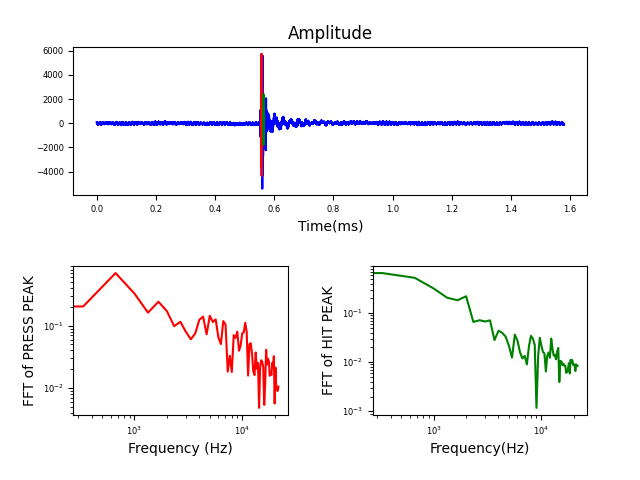 Amplitude
6000
4000
2000
0
−2000
−4000
0.0 0.2 0.4 0.6 0.8 1.0 1.2 1.4 1.6
Time(ms)
FFT of PRESS PEAK
10⁻¹
10⁻²
10³ 10⁴
Frequency (Hz)
FFT of HIT PEAK
10⁻¹
10⁻²
10⁻³
10³ 10⁴
Frequency(Hz)